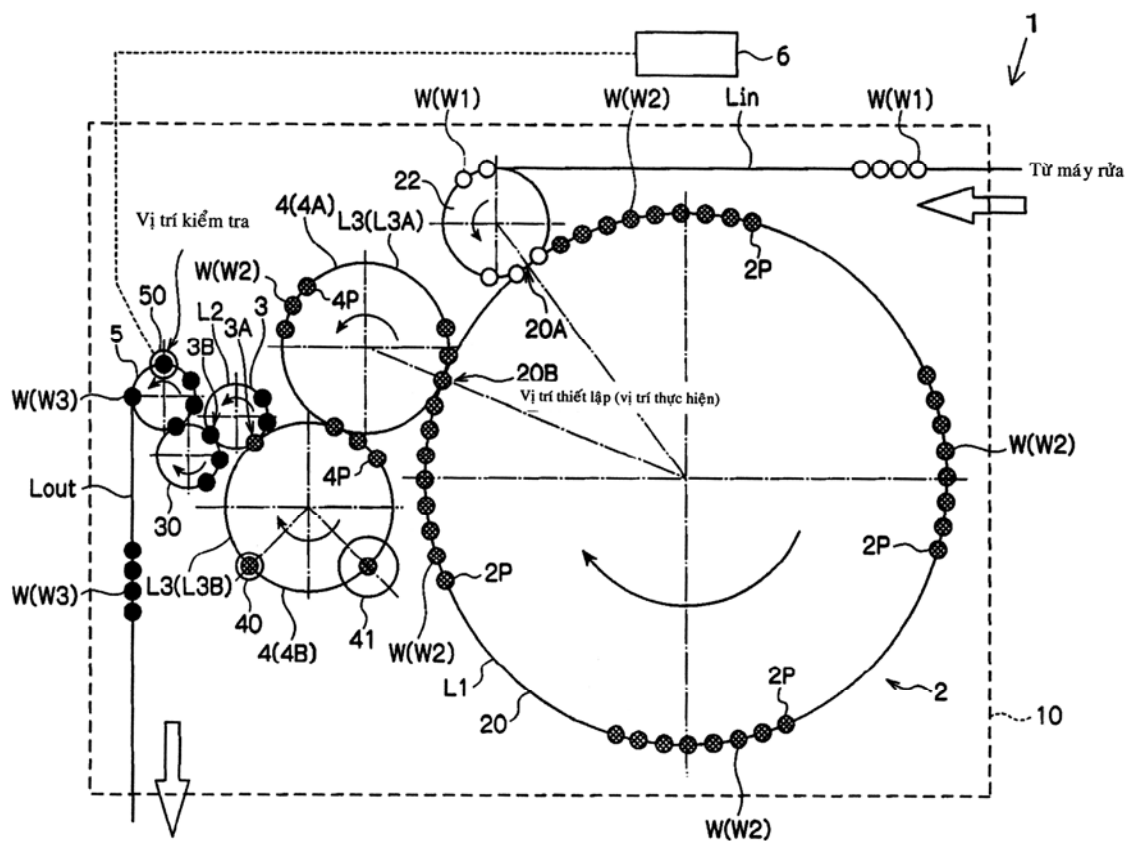 1
6
W(W1)
W(W2)
Lin
W(W1)
Từ máy rửa
22
Vị trí kiểm tra
4(4A)
L3(L3A)
W(W2)
4P
2P
50
L2
3A
3
3B
5
20A
20B
Vị trí thiết lập (vị trí thực hiện)
W(W3)
W(W2)
4P
Lout
30
2P
2P
L3(L3B)
W(W3)
40
41
4(4B)
W(W2)
L1
20
2P
2
10
W(W2)